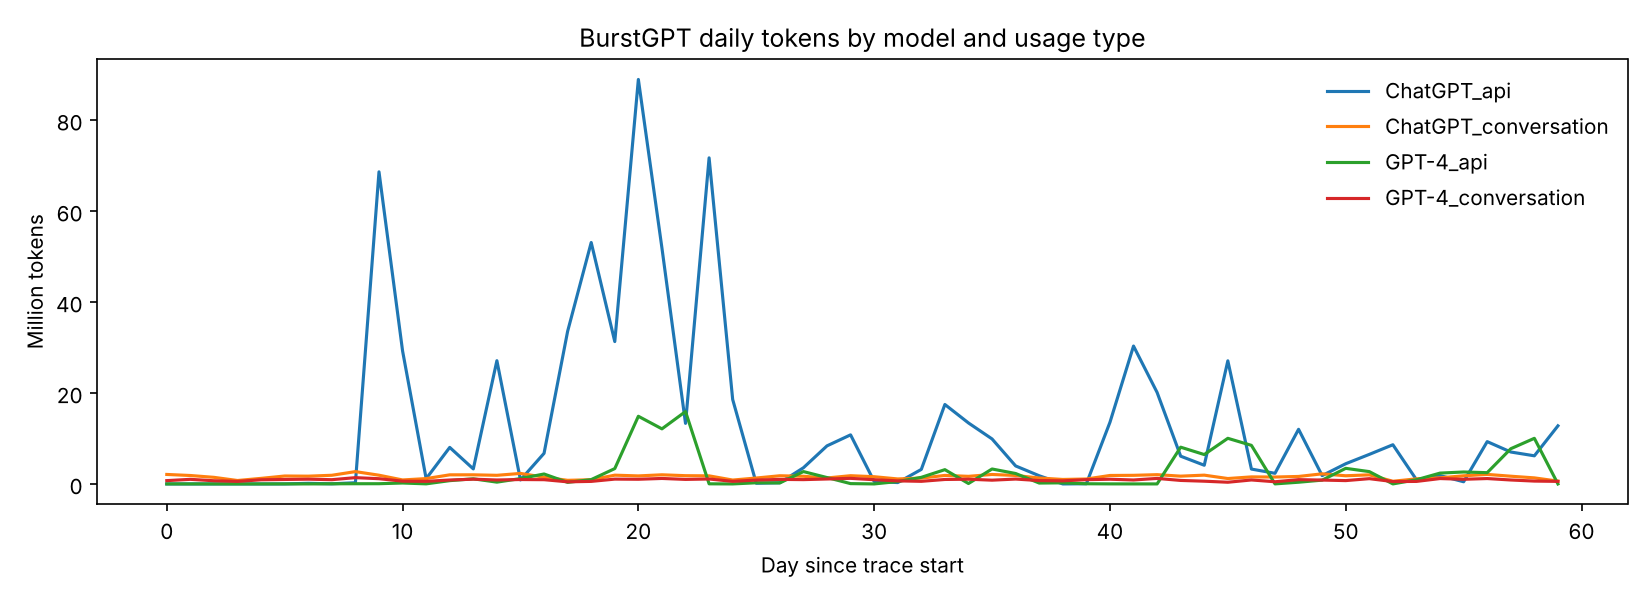 BurstGPT daily tokens by model and usage type
ChatGPT_api
ChatGPT_conversation
GPT-4_api
GPT-4_conversation
Million tokens
80
60
40
20
0
0 10 20 30 40 50 60
Day since trace start